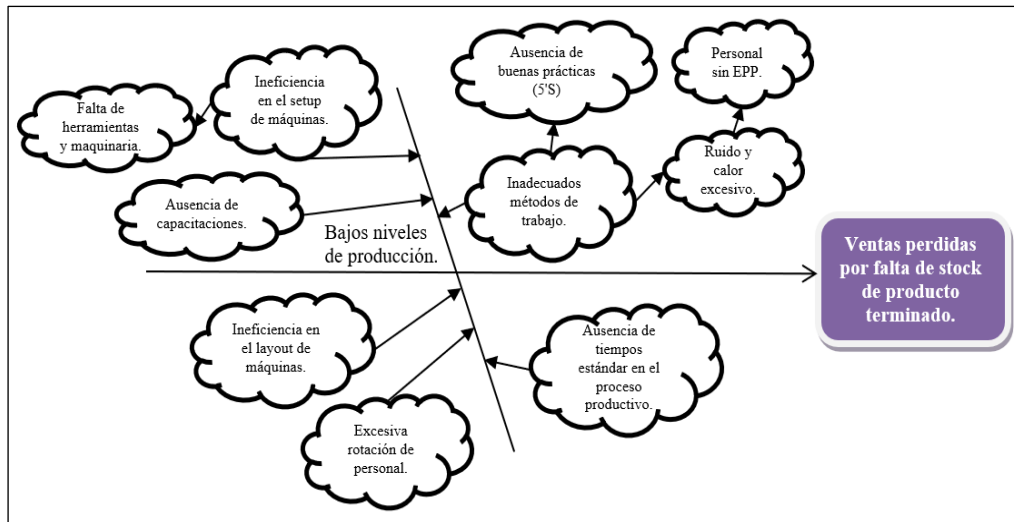 Ausencia de
buenas prácticas
(5'S)
Personal
sin EPP.
Ineficiencia
en el setup
de máquinas.
Falta de
herramientas
y maquinaria.
Ruido y
calor
excesivo.
Inadecuados
métodos de
trabajo.
Ausencia de
capacitaciones.
Bajos niveles
de producción.
Ventas perdidas
por falta de stock
de producto
terminado.
Ineficiencia en
el layout de
máquinas.
Ausencia de
tiempos
estándar en el
proceso
productivo.
Excesiva
rotación de
personal.